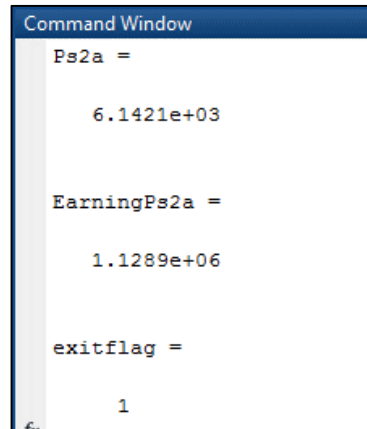 Command Window
Ps2a =
6.1421e+03
EarningPs2a =
1.1289e+06
exitflag =
1